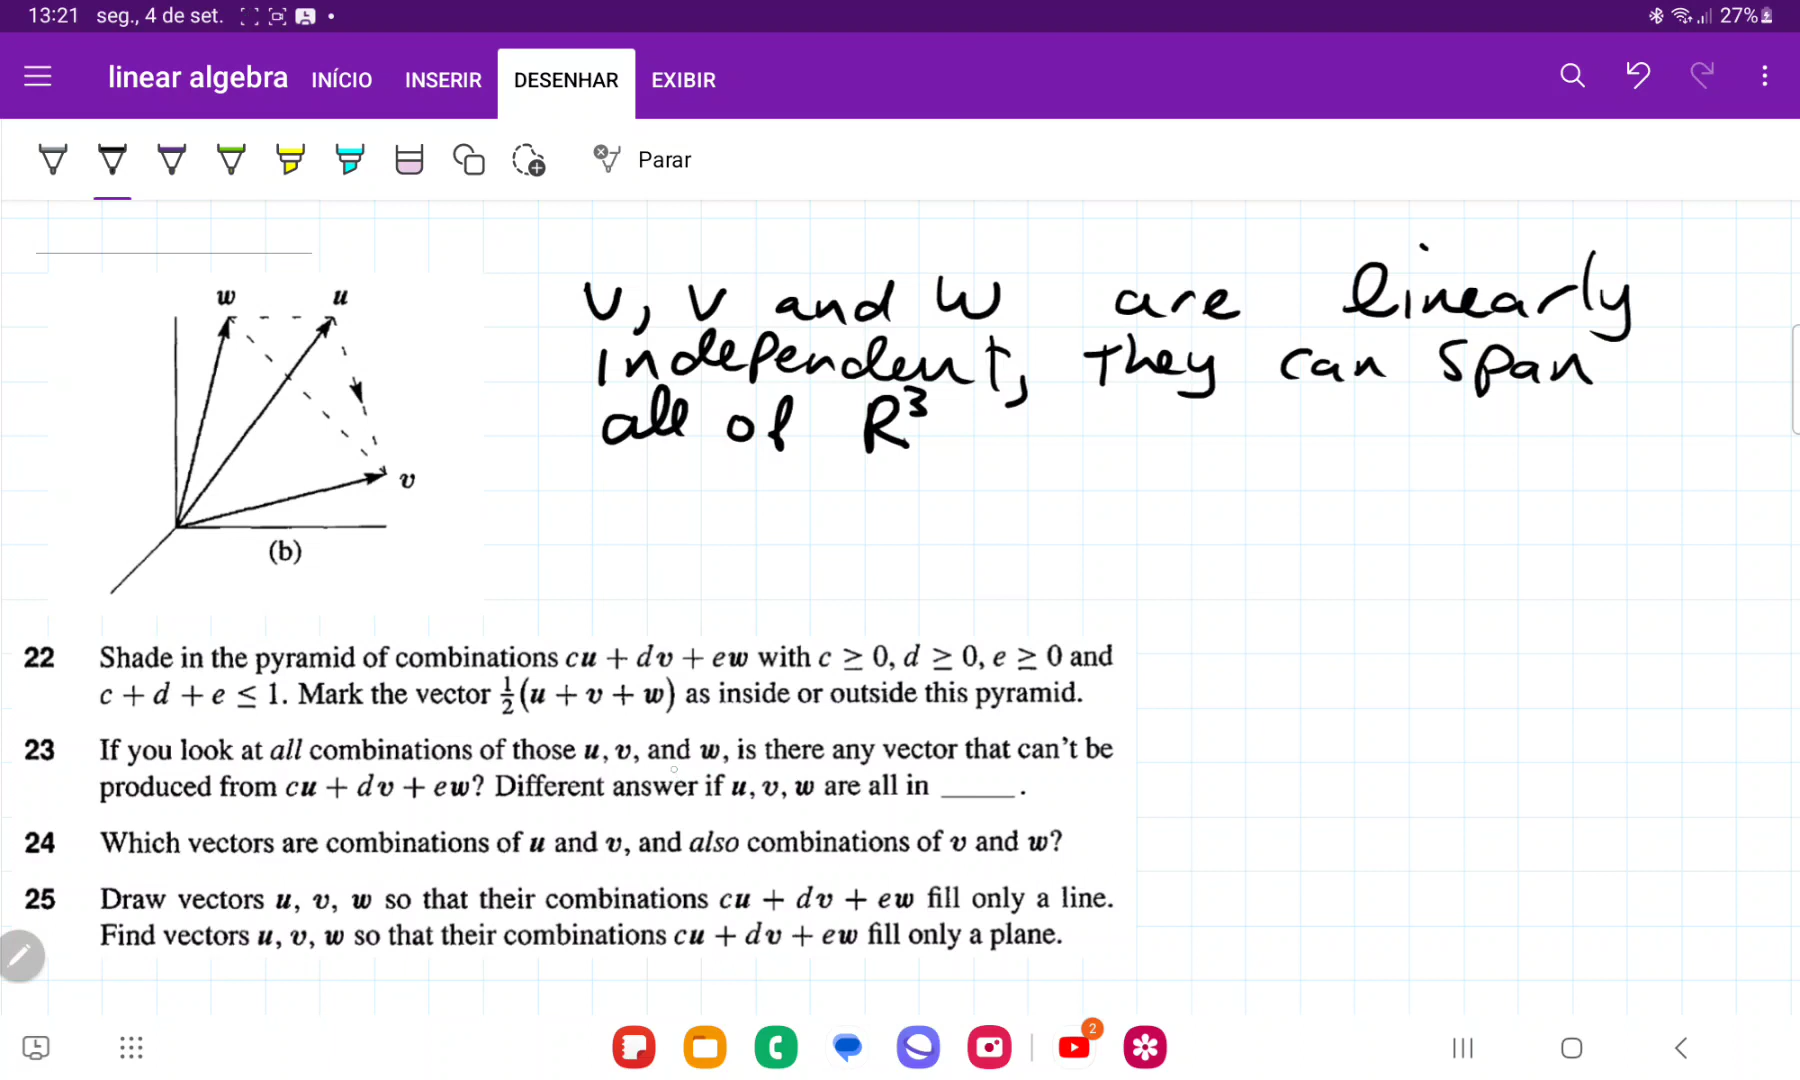 13:21 seg., 4 de set. 27%
linear algebra INÍCIO INSERIR DESENHAR EXIBIR
Parar
w u
v
(b)
U, V and W are linearly
independent, they can span
all of R³
22 Shade in the pyramid of combinations cu + dv + ew with c ≥ 0, d ≥ 0, e ≥ 0 and
c + d + e ≤ 1. Mark the vector ½(u + v + w) as inside or outside this pyramid.
23 If you look at all combinations of those u, v, and w, is there any vector that can't be
produced from cu + dv + ew? Different answer if u, v, w are all in _____.
24 Which vectors are combinations of u and v, and also combinations of v and w?
25 Draw vectors u, v, w so that their combinations cu + dv + ew fill only a line.
Find vectors u, v, w so that their combinations cu + dv + ew fill only a plane.
2